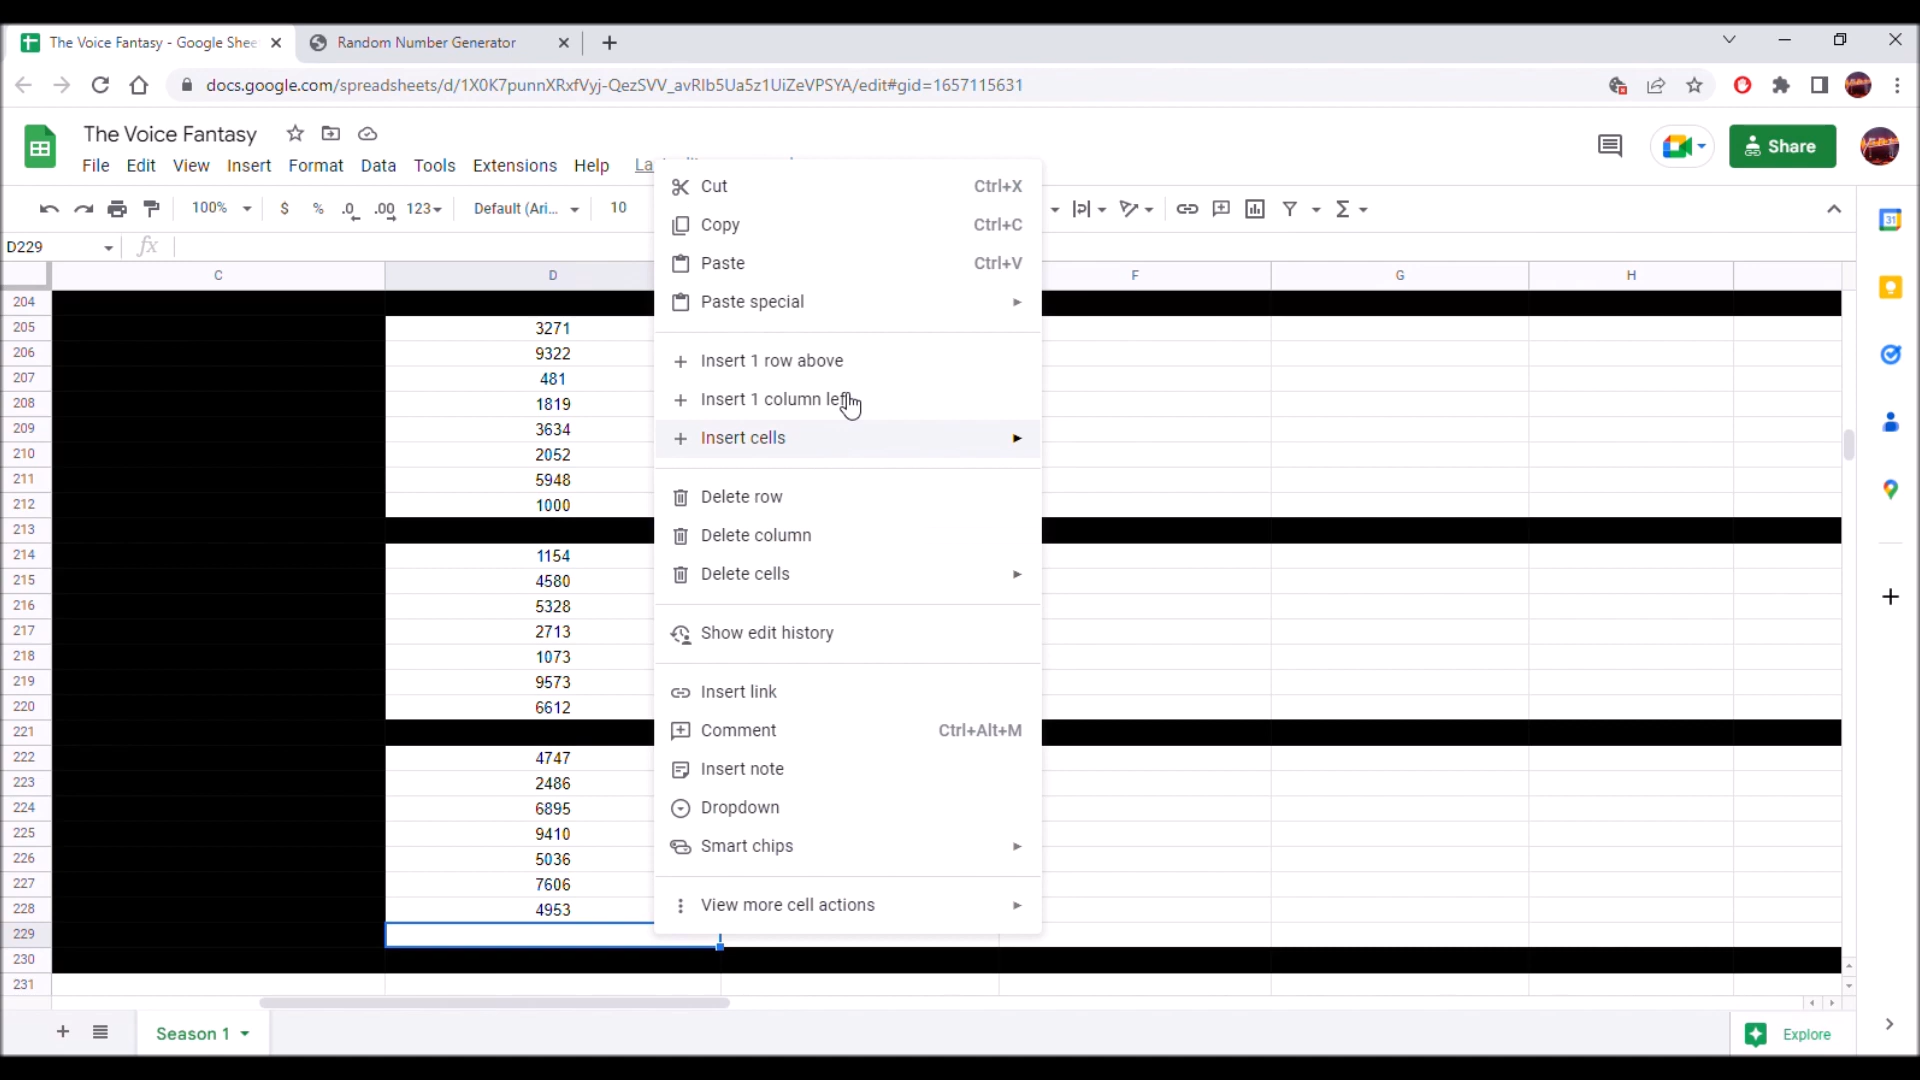 The Voice Fantasy - Google Shee
Random Number Generator
docs.google.com/spreadsheets/d/1X0K7punnXRxfVyj-QezSVV_avRIb5Ua5z1UiZeVPSYA/edit#gid=1657115631
The Voice Fantasy
Share
File Edit View Insert Format Data Tools Extensions Help La
100% $ % .0 .00 123 Default (Ari... 10
D229 fx
C D F G H
204
205 3271
206 9322
207 481
208 1819
209 3634
210 2052
211 5948
212 1000
213
214 1154
215 4580
216 5328
217 2713
218 1073
219 9573
220 6612
221
222 4747
223 2486
224 6895
225 9410
226 5036
227 7606
228 4953
229
230
231
Cut Ctrl+X
Copy Ctrl+C
Paste Ctrl+V
Paste special
Insert 1 row above
Insert 1 column left
Insert cells
Delete row
Delete column
Delete cells
Show edit history
Insert link
Comment Ctrl+Alt+M
Insert note
Dropdown
Smart chips
View more cell actions
31
Season 1
Explore